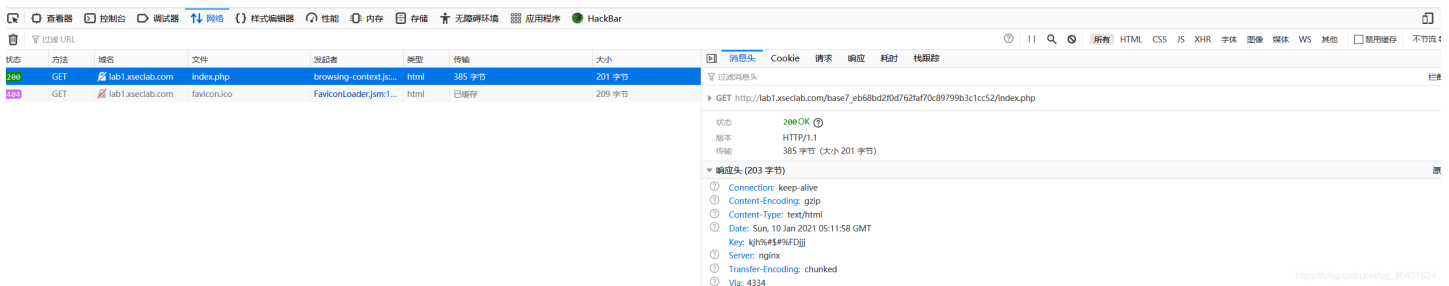 查看器 控制台 调试器 网络 {} 样式编辑器 性能 内存 存储 无障碍环境 应用程序 HackBar
过滤 URL 所有 HTML CSS JS XHR 字体 图像 媒体 WS 其他 禁用缓存 不节流
状态 方法 域名 文件 发起者 类型 传输 大小
200 GET lab1.xseclab.com index.php browsing-context.js:... html 385 字节 201 字节
404 GET lab1.xseclab.com favicon.ico FaviconLoader.jsm:1... html 已缓存 209 字节
消息头 Cookie 请求 响应 耗时 栈跟踪
过滤消息头
GET http://lab1.xseclab.com/base7_eb68bd2f0d762faf70c89799b3c1cc52/index.php
状态 200 OK
版本 HTTP/1.1
传输 385 字节 (大小 201 字节)
响应头 (203 字节) 原
Connection: keep-alive
Content-Encoding: gzip
Content-Type: text/html
Date: Sun, 10 Jan 2021 05:11:58 GMT
Key: kjh%#$#%FDjjj
Server: nginx
Transfer-Encoding: chunked
Via: 4334